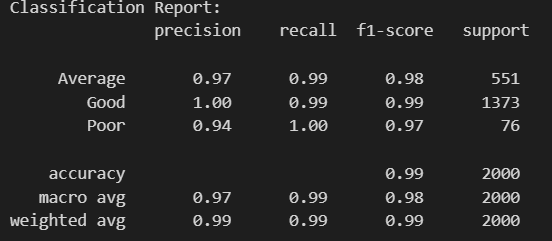 Classification Report:
precision recall f1-score support
Average 0.97 0.99 0.98 551
Good 1.00 0.99 0.99 1373
Poor 0.94 1.00 0.97 76
accuracy 0.99 2000
macro avg 0.97 0.99 0.98 2000
weighted avg 0.99 0.99 0.99 2000